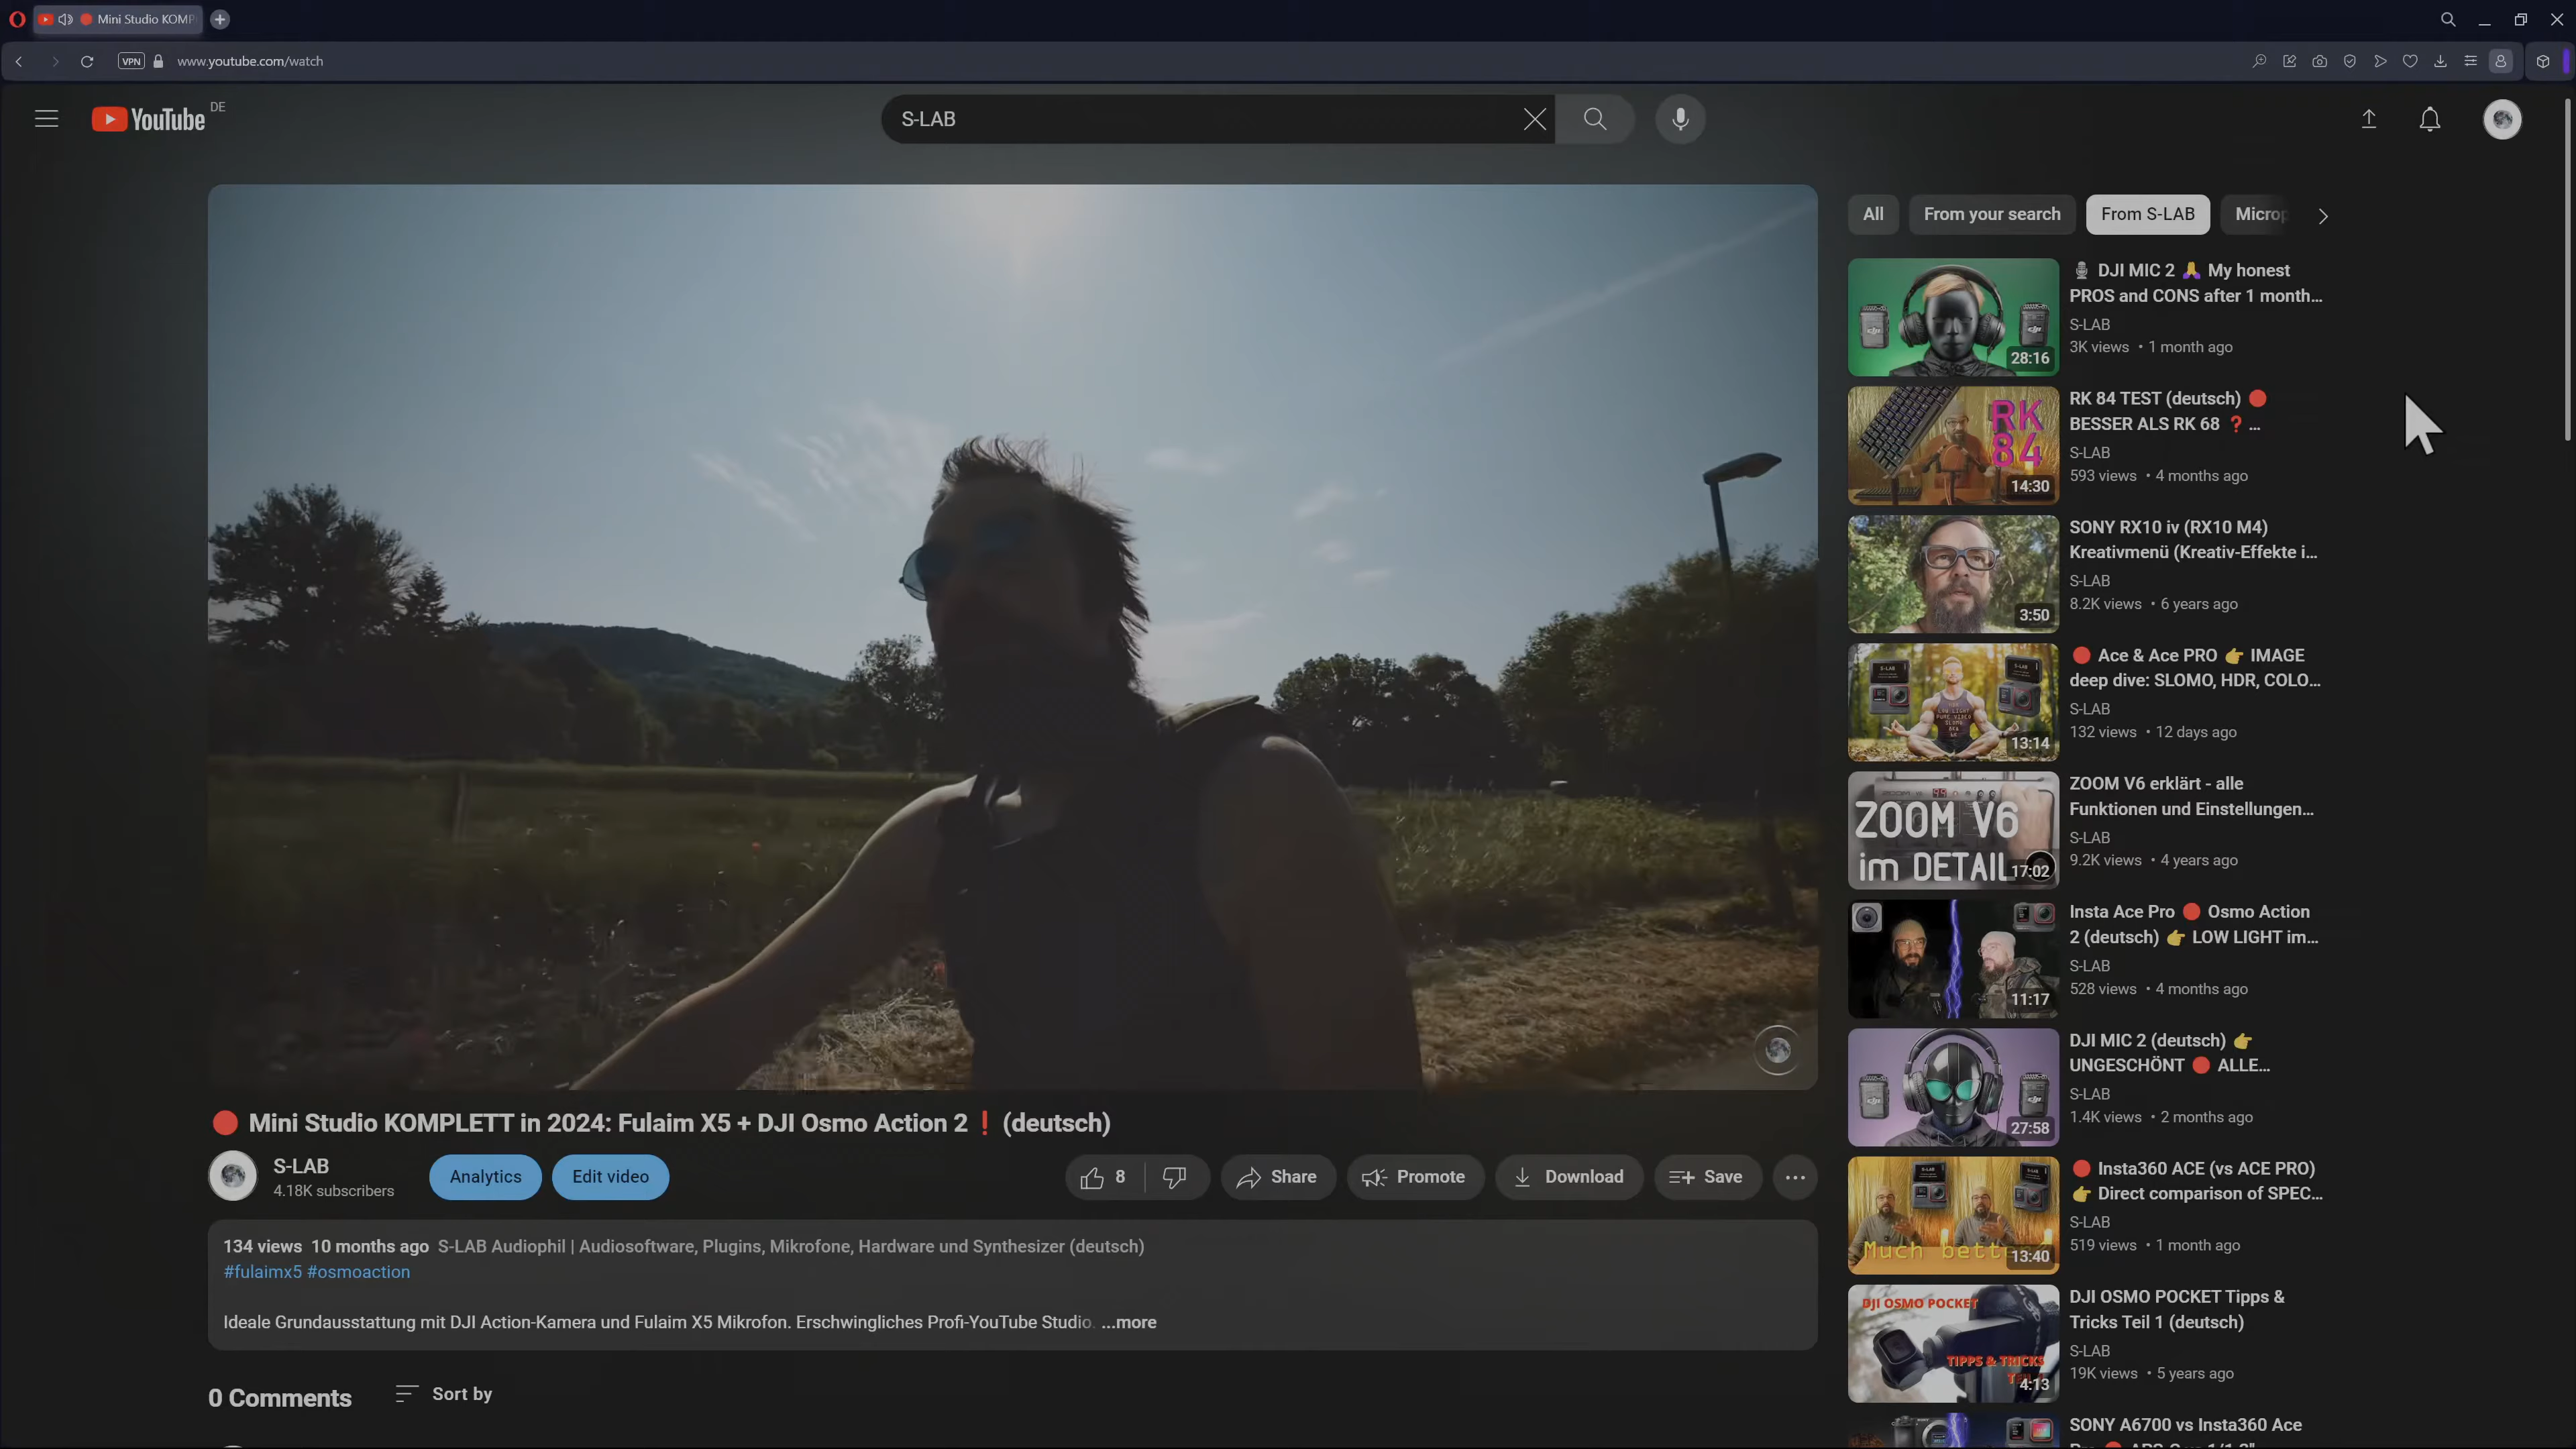 Mini Studio KOMP
VPN
www.youtube.com/watch
YouTube DE
S-LAB
All
From your search
From S-LAB
DJI MIC 2 🙏 My honest
PROS and CONS after 1 month...
S-LAB
3K views • 1 month ago
28:16
RK
84
14:30
RK 84 TEST (deutsch) 🔴
BESSER ALS RK 68 ❓ ...
S-LAB
593 views • 4 months ago
3:50
SONY RX10 iv (RX10 M4)
Kreativmenü (Kreativ-Effekte i...
S-LAB
8.2K views • 6 years ago
13:14
🔴 Ace & Ace PRO 👉 IMAGE
deep dive: SLOMO, HDR, COLO...
S-LAB
132 views • 12 days ago
ZOOM V6
im DETAIL
17:02
ZOOM V6 erklärt - alle
Funktionen und Einstellungen...
S-LAB
9.2K views • 4 years ago
11:17
Insta Ace Pro 🔴 Osmo Action
2 (deutsch) 👉 LOW LIGHT im...
S-LAB
528 views • 4 months ago
27:58
DJI MIC 2 (deutsch) 👉
UNGESCHÖNT 🔴 ALLE...
S-LAB
1.4K views • 2 months ago
Much bett
13:40
🔴 Insta360 ACE (vs ACE PRO)
👉 Direct comparison of SPEC...
S-LAB
519 views • 1 month ago
DJI OSMO POCKET
TIPPS & TRICKS
4:13
DJI OSMO POCKET Tipps &
Tricks Teil 1 (deutsch)
S-LAB
19K views • 5 years ago
SONY A6700 vs Insta360 Ace
🔴 Mini Studio KOMPLETT in 2024: Fulaim X5 + DJI Osmo Action 2❗ (deutsch)
S-LAB
4.18K subscribers
Analytics
Edit video
8
Share
Promote
Download
Save
134 views 10 months ago S-LAB Audiophil | Audiosoftware, Plugins, Mikrofone, Hardware und Synthesizer (deutsch)
#fulaimx5 #osmoaction
Ideale Grundausstattung mit DJI Action-Kamera und Fulaim X5 Mikrofon. Erschwingliches Profi-YouTube Studio. ...more
0 Comments
Sort by